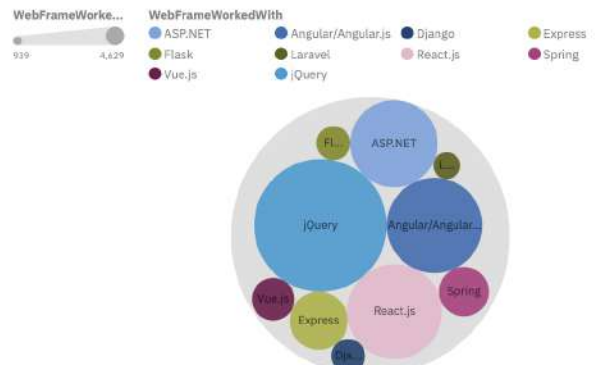 WebFrameWorke... WebFrameWorkedWith
ASP.NET Angular/Angular.js Django Express
939 4,629 Flask Laravel React.js Spring
Vue.js jQuery
Fl... ASP.NET
L...
jQuery Angular/Angular...
Vue.js Spring
Express React.js
Dja...